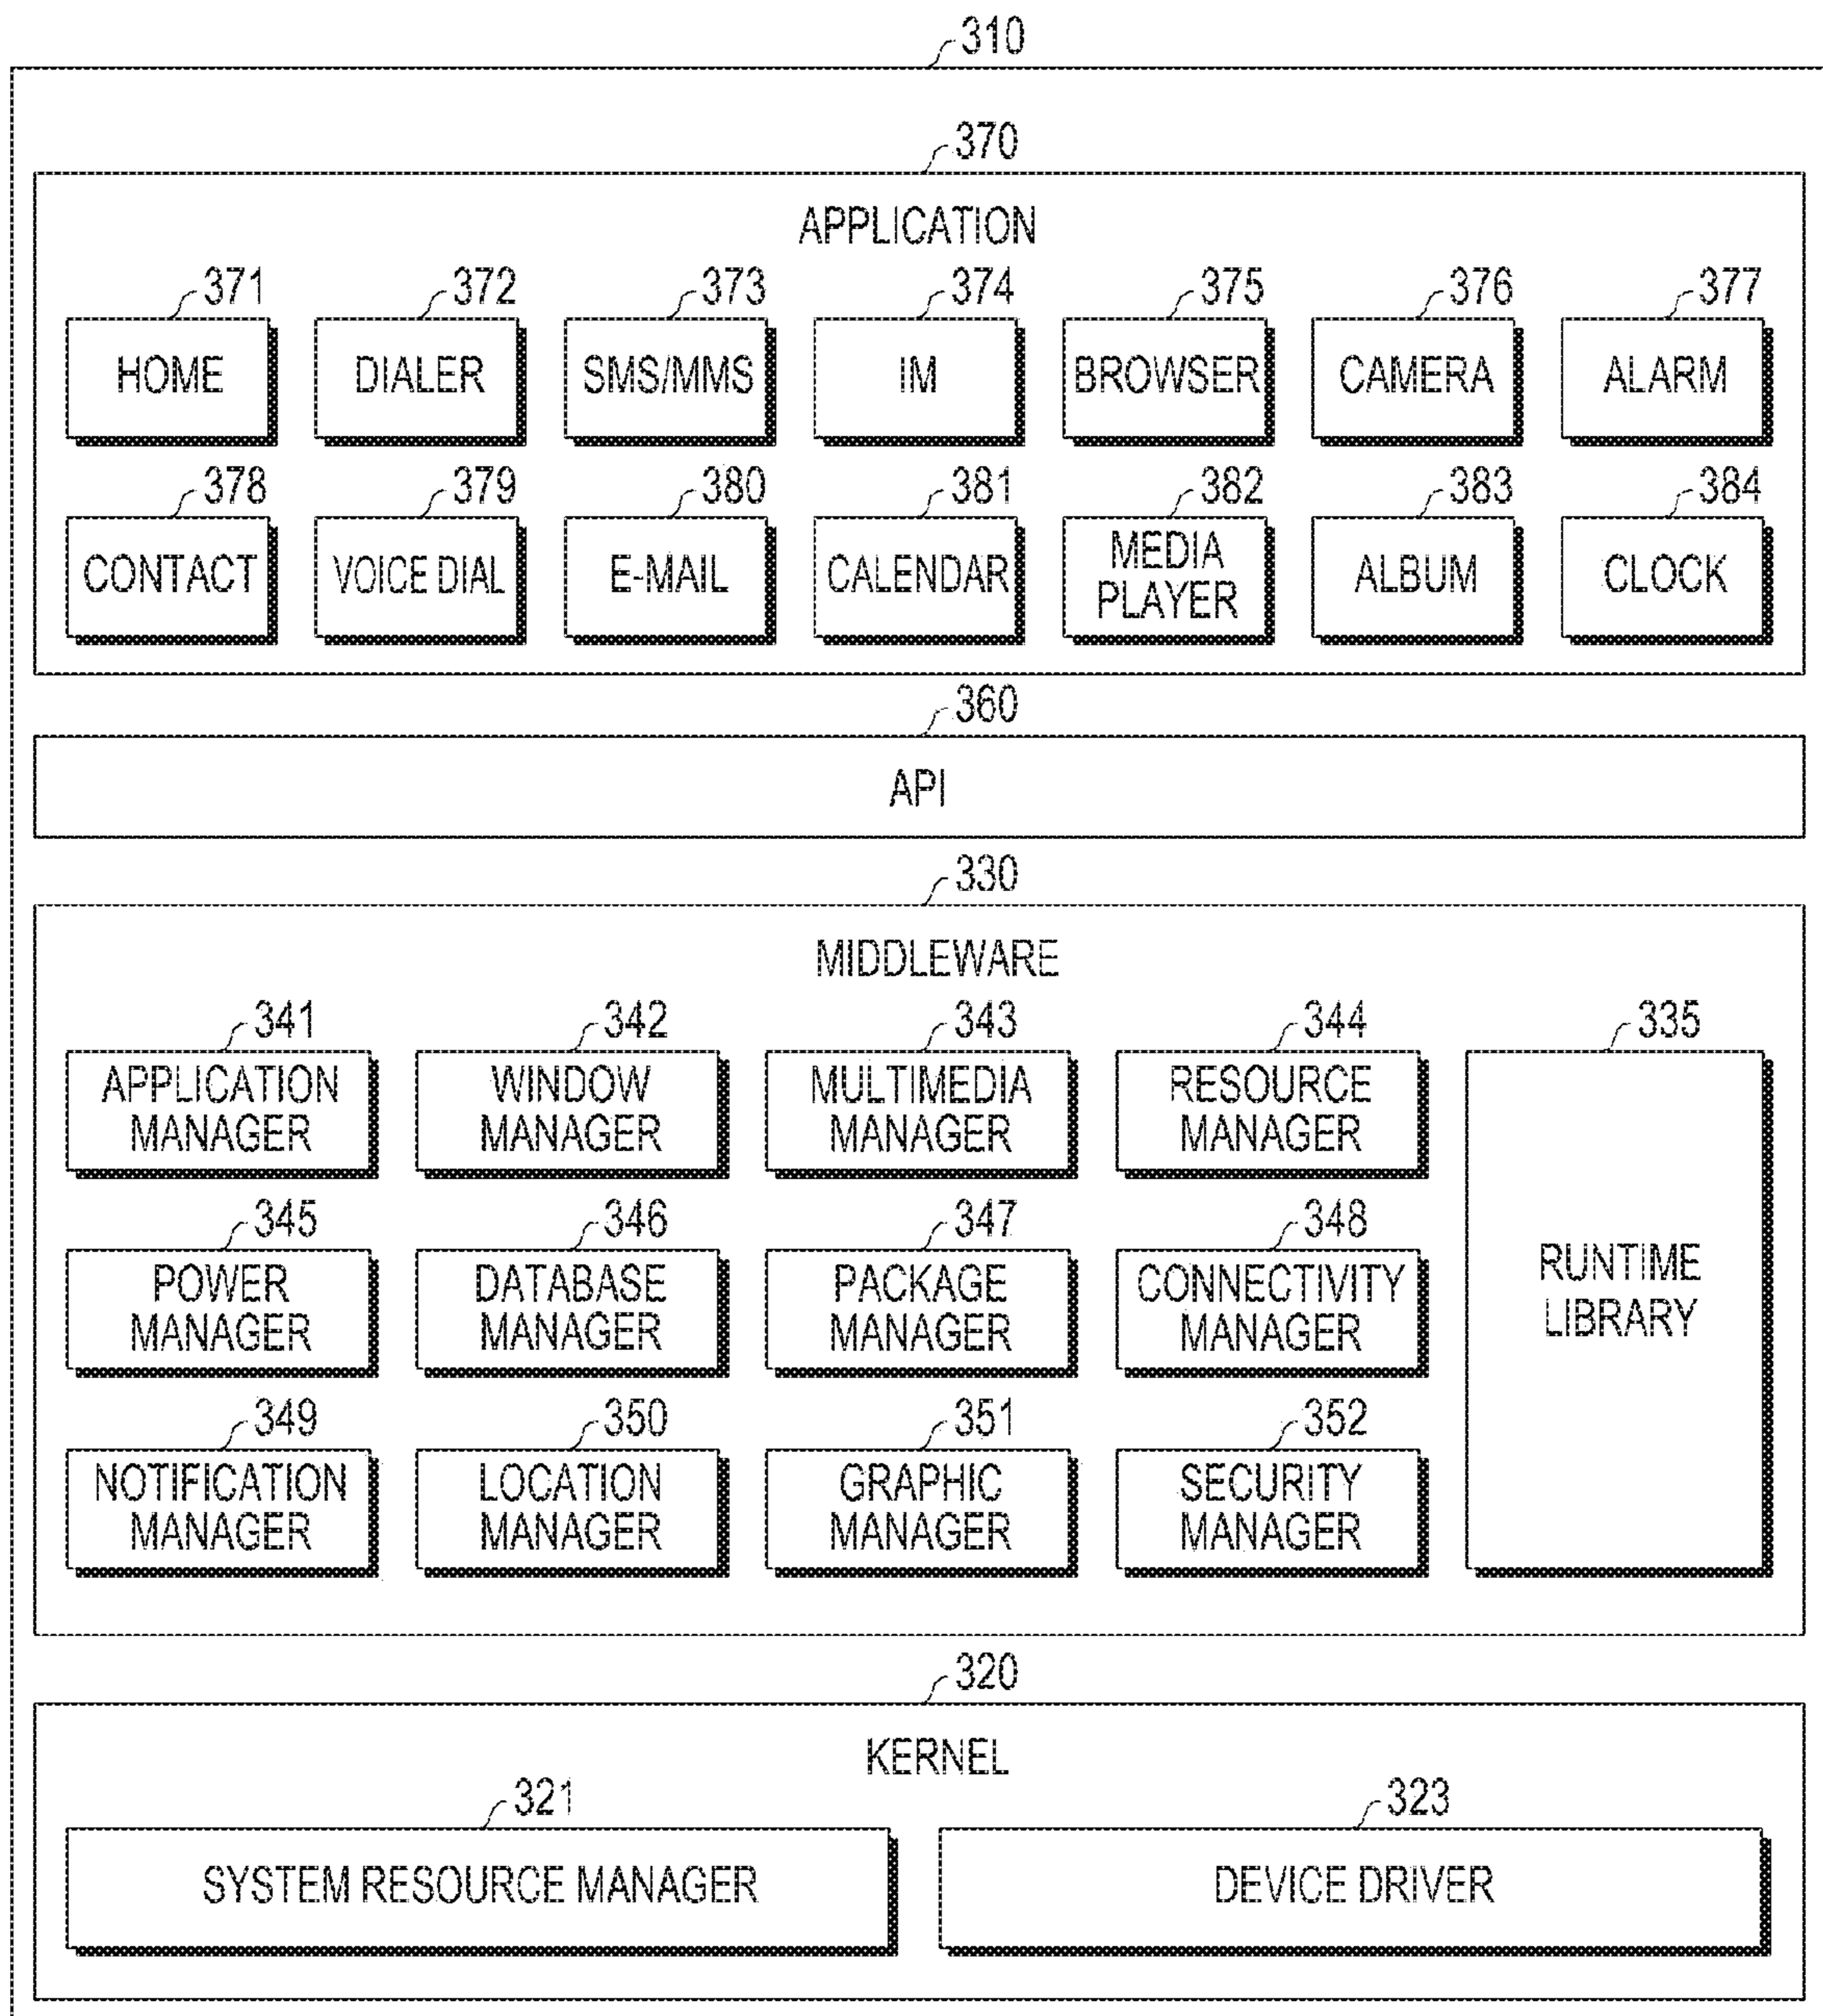 310
370
APPLICATION
371 372 373 374 375 376 377
HOME DIALER SMS/MMS IM BROWSER CAMERA ALARM
378 379 380 381 382 383 384
CONTACT VOICE DIAL E-MAIL CALENDAR MEDIA PLAYER ALBUM CLOCK
360
API
330
MIDDLEWARE
341 342 343 344 335
APPLICATION MANAGER
WINDOW MANAGER
MULTIMEDIA MANAGER
RESOURCE MANAGER
RUNTIME LIBRARY
345 346 347 348
POWER MANAGER
DATABASE MANAGER
PACKAGE MANAGER
CONNECTIVITY MANAGER
349 350 351 352
NOTIFICATION MANAGER
LOCATION MANAGER
GRAPHIC MANAGER
SECURITY MANAGER
320
KERNEL
321 323
SYSTEM RESOURCE MANAGER
DEVICE DRIVER